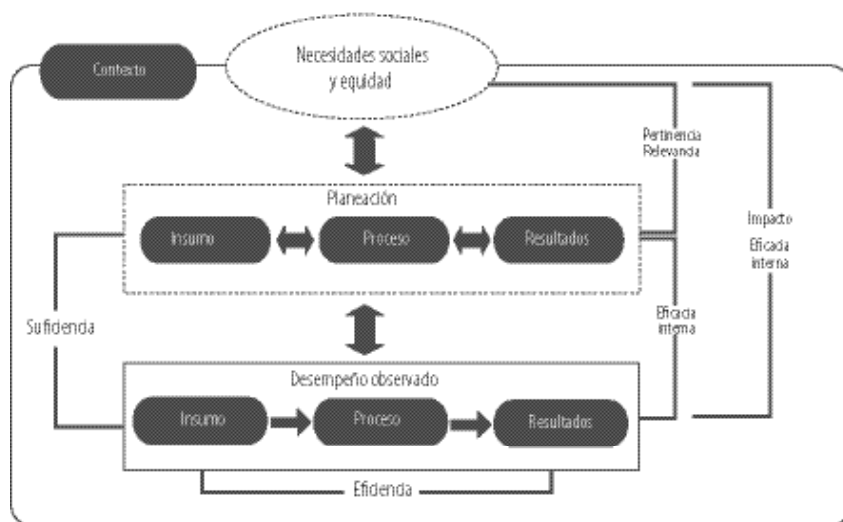 Necesidades sociales
y equidad
Contexto
Pertinencia
Relevancia
Planeación
Insumo
Proceso
Resultados
Impacto
Eficacia
interna
Suficiencia
Eficacia
interna
Desempeño observado
Insumo
Proceso
Resultados
Eficiencia